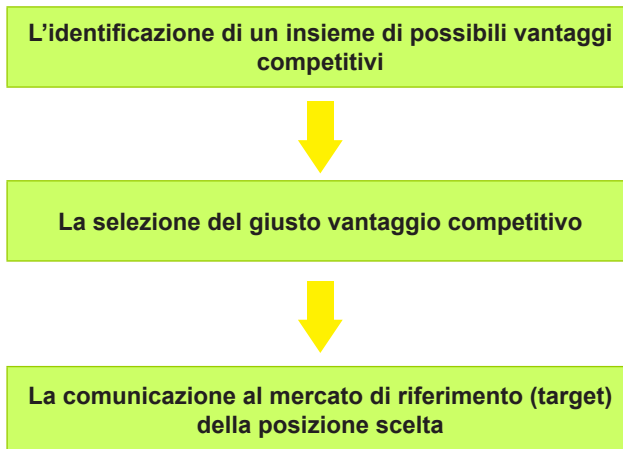 L’identificazione di un insieme di possibili vantaggi
competitivi
La selezione del giusto vantaggio competitivo
La comunicazione al mercato di riferimento (target)
della posizione scelta